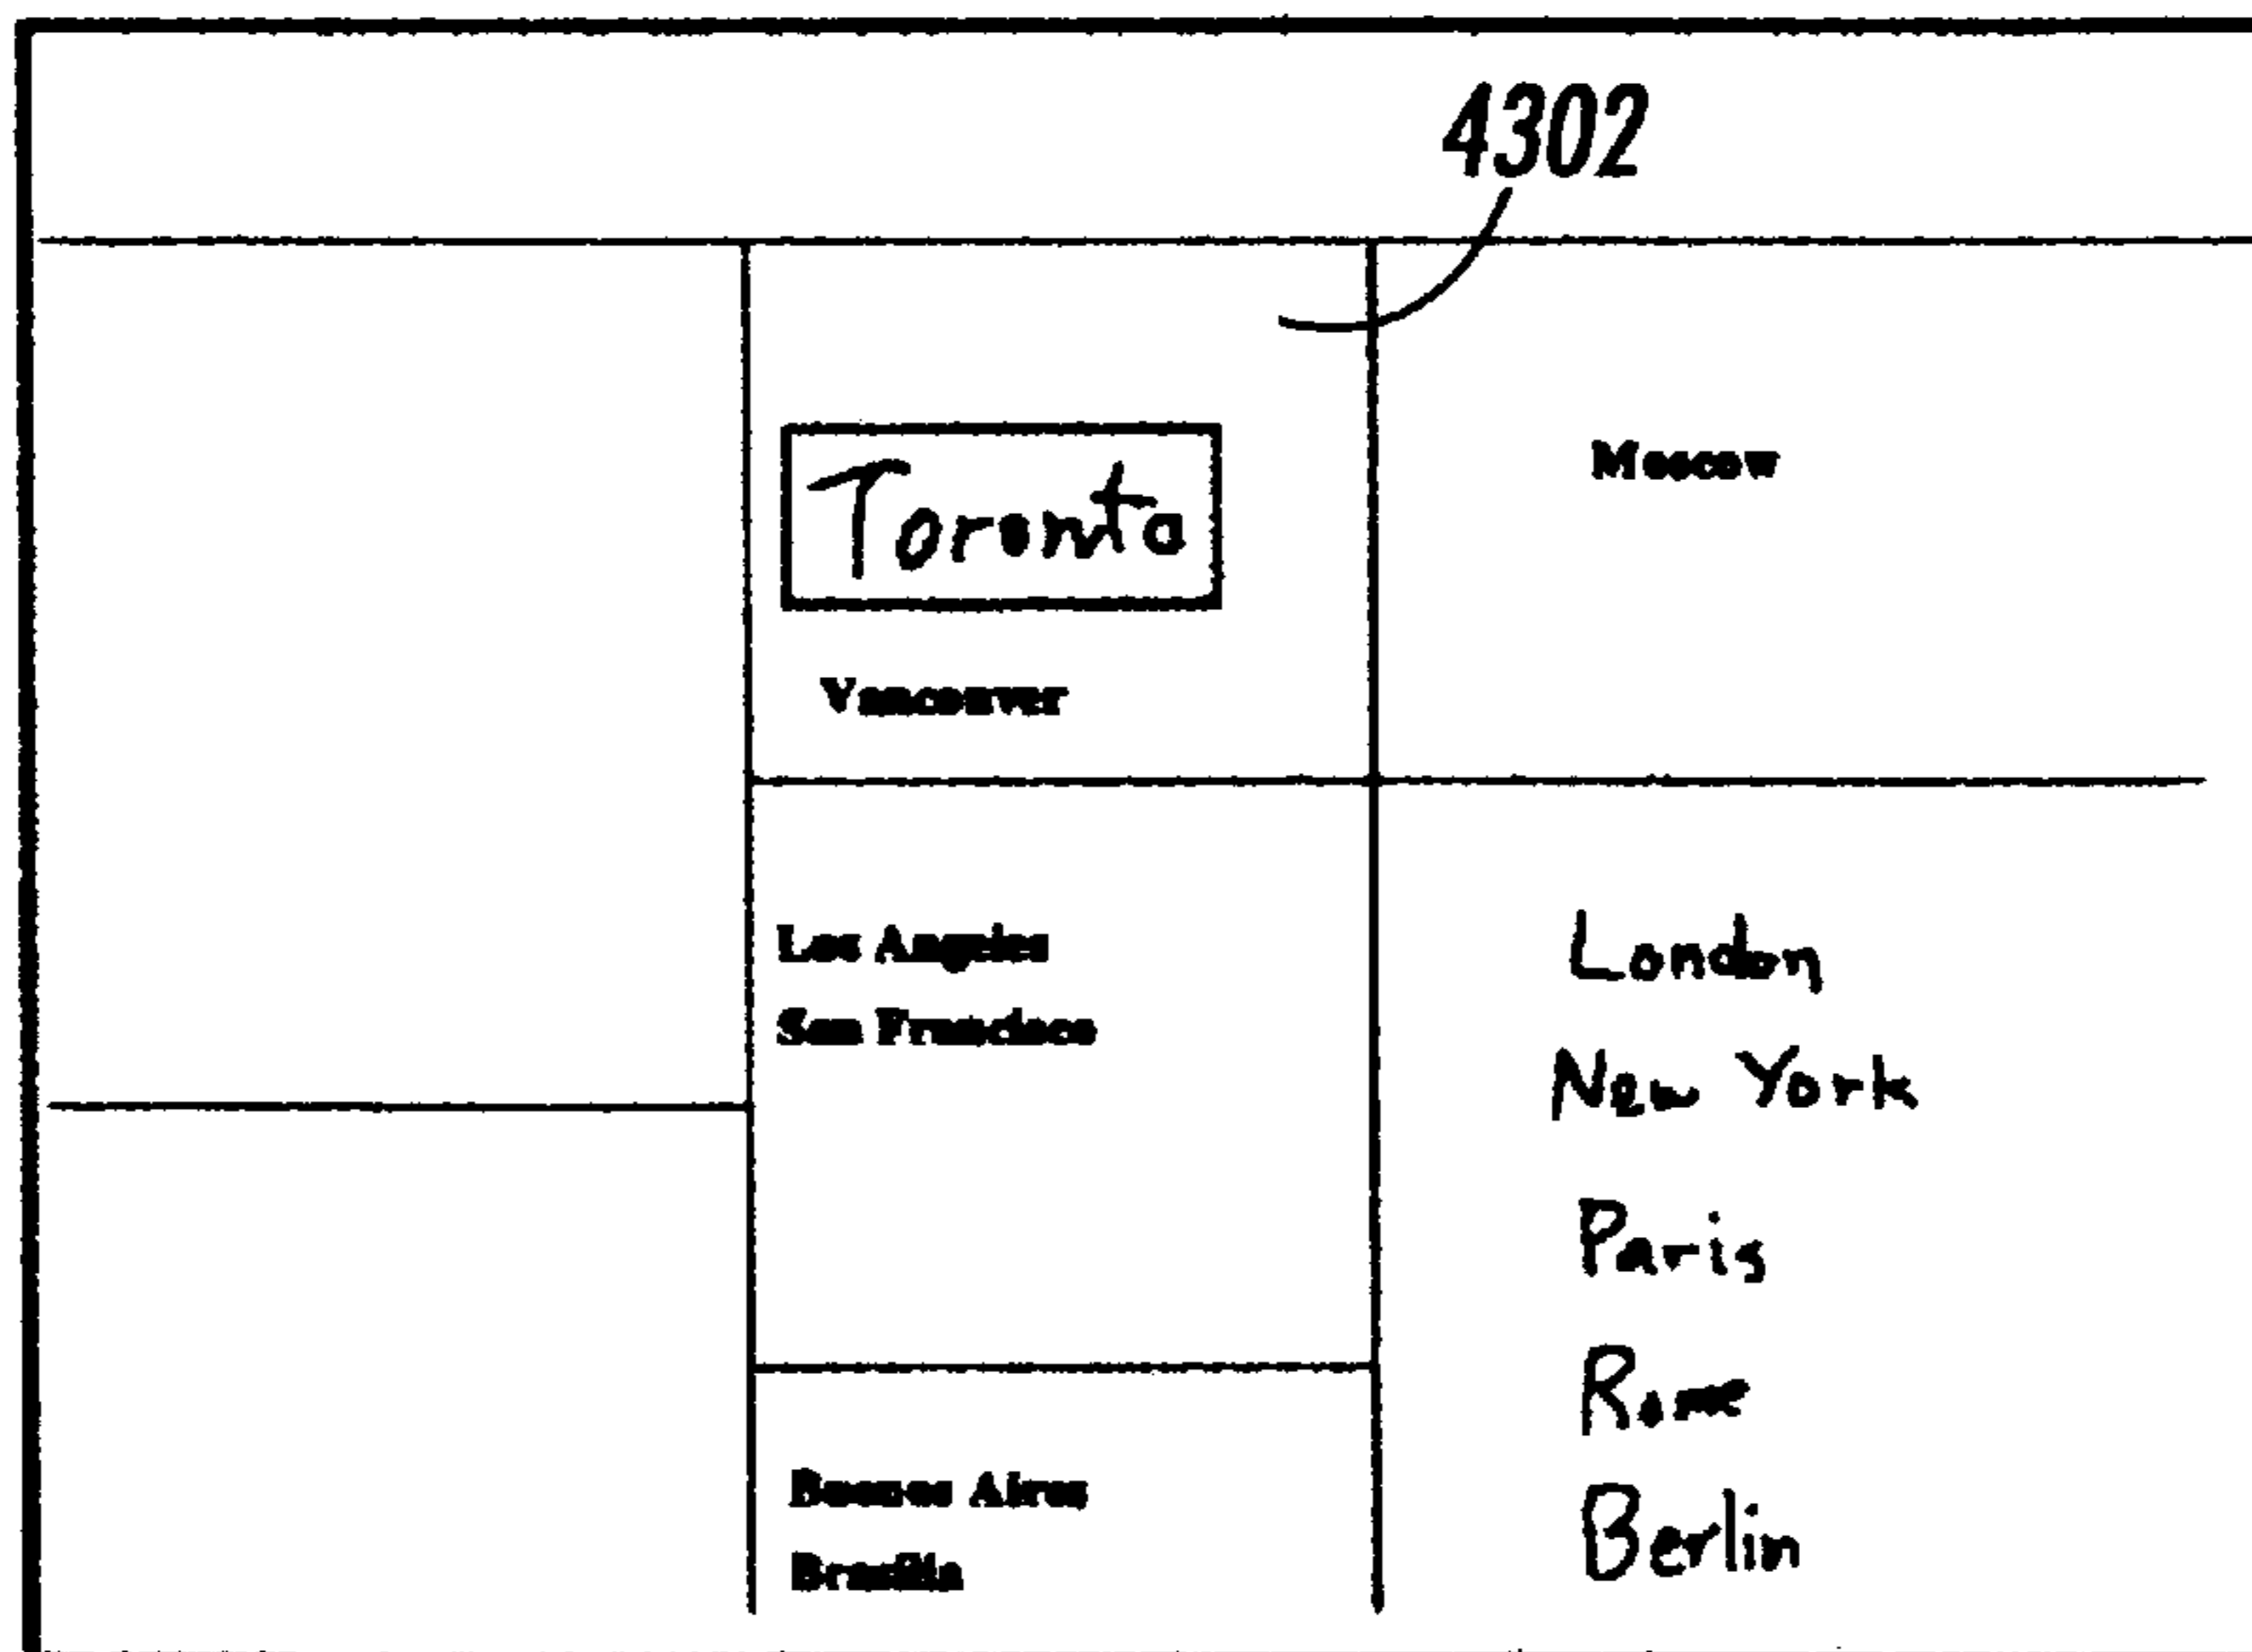 4302
Toronto
Vancouver
Los Angeles
San Francisco
Buenos Aires
Brasilia
Moscow
London
New York
Paris
Rome
Berlin